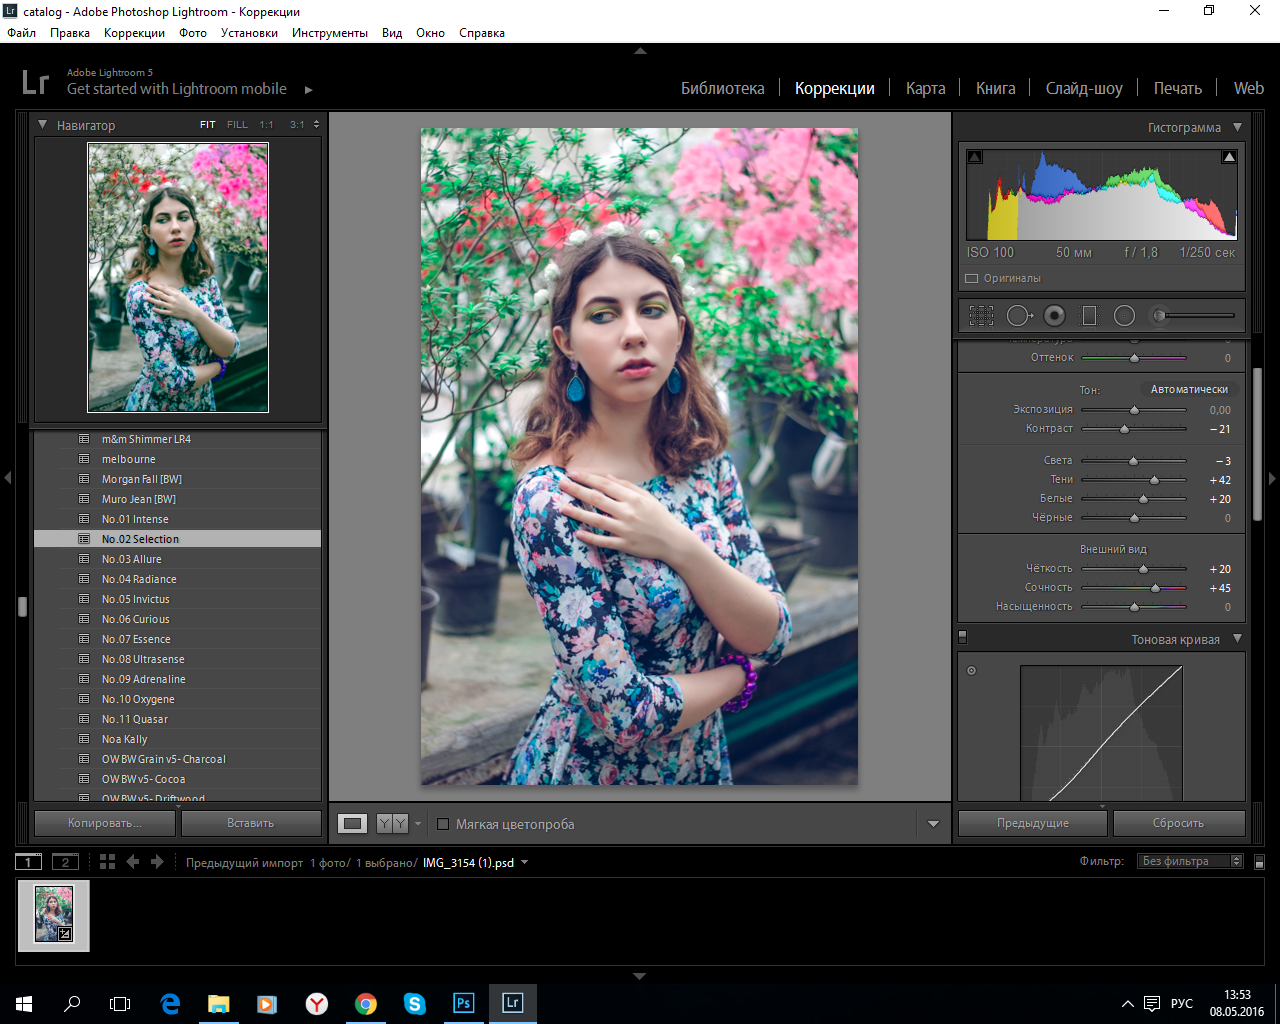 Lr catalog - Adobe Photoshop Lightroom - Коррекции
Файл Правка Коррекции Фото Установки Инструменты Вид Окно Справка
Lr Adobe Lightroom 5
Get started with Lightroom mobile
Библиотека Коррекции Карта Книга Слайд-шоу Печать Web
Навигатор FIT FILL 1:1 3:1
Гистограмма
ISO 100 50 мм f / 1,8 1/250 сек
Оригиналы
Температура 0
Оттенок 0
Тон: Автоматически
Экспозиция 0,00
Контраст – 21
Света – 3
Тени + 42
Белые + 20
Чёрные 0
Внешний вид
Чёткость + 20
Сочность + 45
Насыщенность 0
Тоновая кривая
m&m Shimmer LR4
melbourne
Morgan Fall [BW]
Muro Jean [BW]
No.01 Intense
No.02 Selection
No.03 Allure
No.04 Radiance
No.05 Invictus
No.06 Curious
No.07 Essence
No.08 Ultrasense
No.09 Adrenaline
No.10 Oxygene
No.11 Quasar
Noa Kally
OW BW Grain v5- Charcoal
OW BW v5- Cocoa
OW BW v5- Driftwood
Копировать... Вставить
Y Y Мягкая цветопроба
Предыдущие Сбросить
1 2 Предыдущий импорт 1 фото/ 1 выбрано/ IMG_3154 (1).psd
Фильтр: Без фильтра
Ps Lr
РУС
13:53
08.05.2016